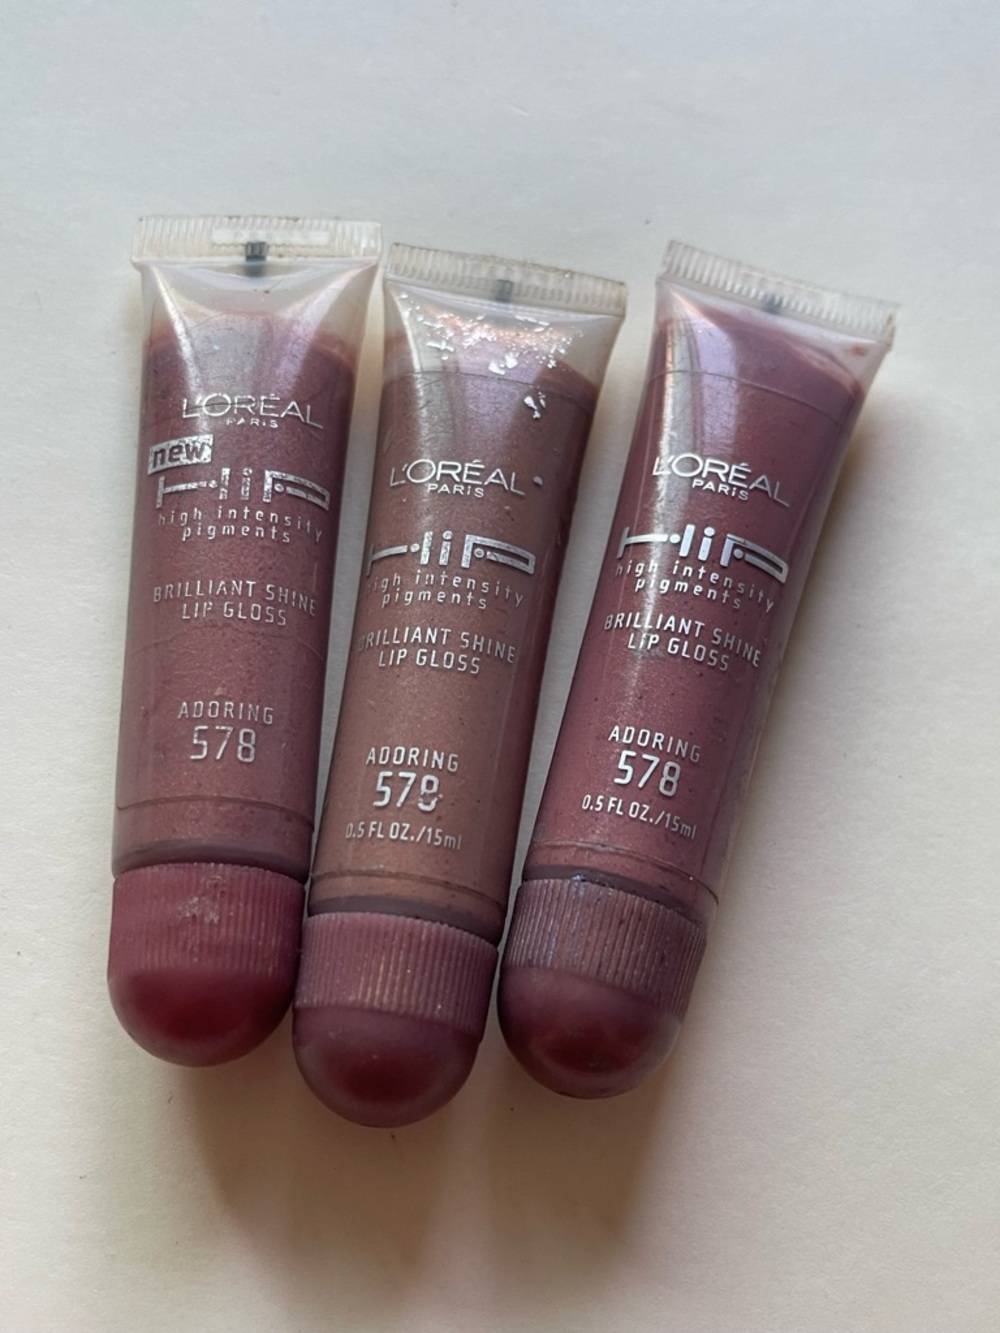 L'ORÉAL
PARIS
new
HiP
high intensity
pigments
BRILLIANT SHINE
LIP GLOSS
ADORING
578
L'ORÉAL
PARIS
HiP
high intensity
pigments
BRILLIANT SHINE
LIP GLOSS
ADORING
578
0.5 FL OZ./15ml
L'ORÉAL
PARIS
HiP
high intensity
pigments
BRILLIANT SHINE
LIP GLOSS
ADORING
578
0.5 FL OZ./15ml